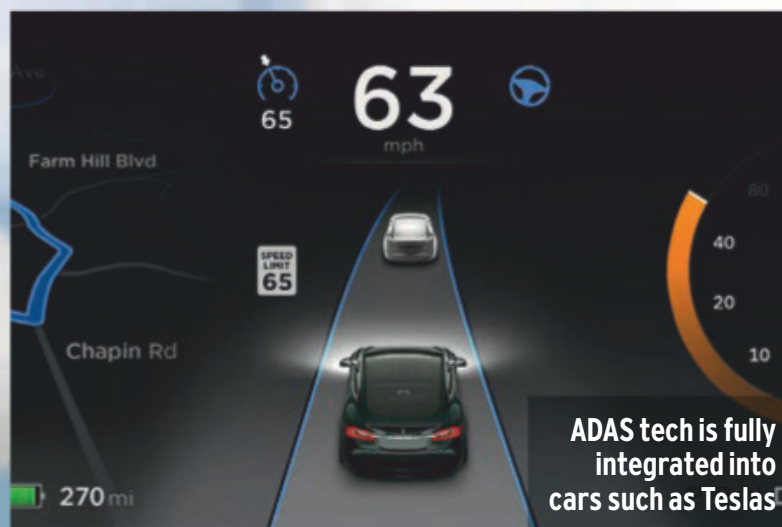 Ave
Farm Hill Blvd
Chapin Rd
270 mi
65
63
mph
SPEED
LIMIT
65
80
40
20
10
ADAS tech is fully
integrated into
cars such as Teslas